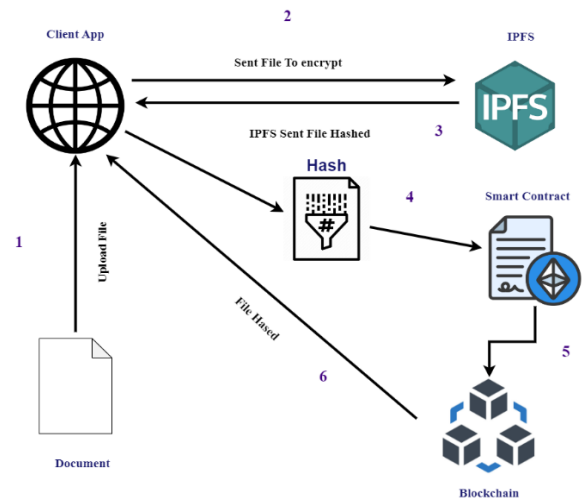 2
Client App
IPFS
Sent File To encrypt
IPFS
3
IPFS Sent File Hashed
Hash
#
4
Smart Contract
1
Upload File
File Hased
5
6
Document
Blockchain